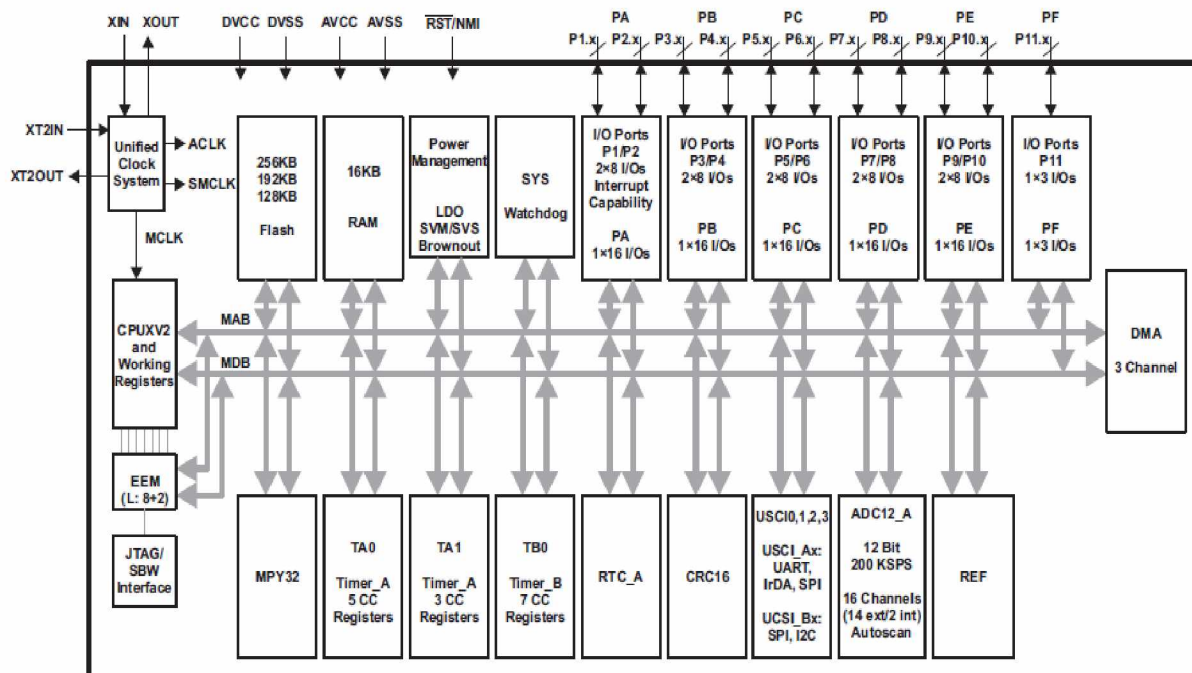 XIN XOUT DVCC DVSS AVCC AVSS RST/NMI PA PB PC PD PE PF
P1.x P2.x P3.x P4.x P5.x P6.x P7.x P8.x P9.x P10.x P11.x
XT2IN
XT2OUT
Unified
Clock
System
ACLK
SMCLK
MCLK
256KB
192KB
128KB
Flash
16KB
RAM
Power
Management
LDO
SVM/SVS
Brownout
SYS
Watchdog
I/O Ports
P1/P2
2×8 I/Os
Interrupt
Capability
PA
1×16 I/Os
I/O Ports
P3/P4
2×8 I/Os
PB
1×16 I/Os
I/O Ports
P5/P6
2×8 I/Os
PC
1×16 I/Os
I/O Ports
P7/P8
2×8 I/Os
PD
1×16 I/Os
I/O Ports
P9/P10
2×8 I/Os
PE
1×16 I/Os
I/O Ports
P11
1×3 I/Os
PF
1×3 I/Os
CPUXV2
and
Working
Registers
MAB
MDB
DMA
3 Channel
EEM
(L: 8+2)
JTAG/
SBW
Interface
MPY32
TA0
Timer_A
5 CC
Registers
TA1
Timer_A
3 CC
Registers
TB0
Timer_B
7 CC
Registers
RTC_A
CRC16
USCI0,1,2,3
USCI_Ax:
UART,
IrDA, SPI
UCSI_Bx:
SPI, I2C
ADC12_A
12 Bit
200 KSPS
16 Channels
(14 ext/2 int)
Autoscan
REF